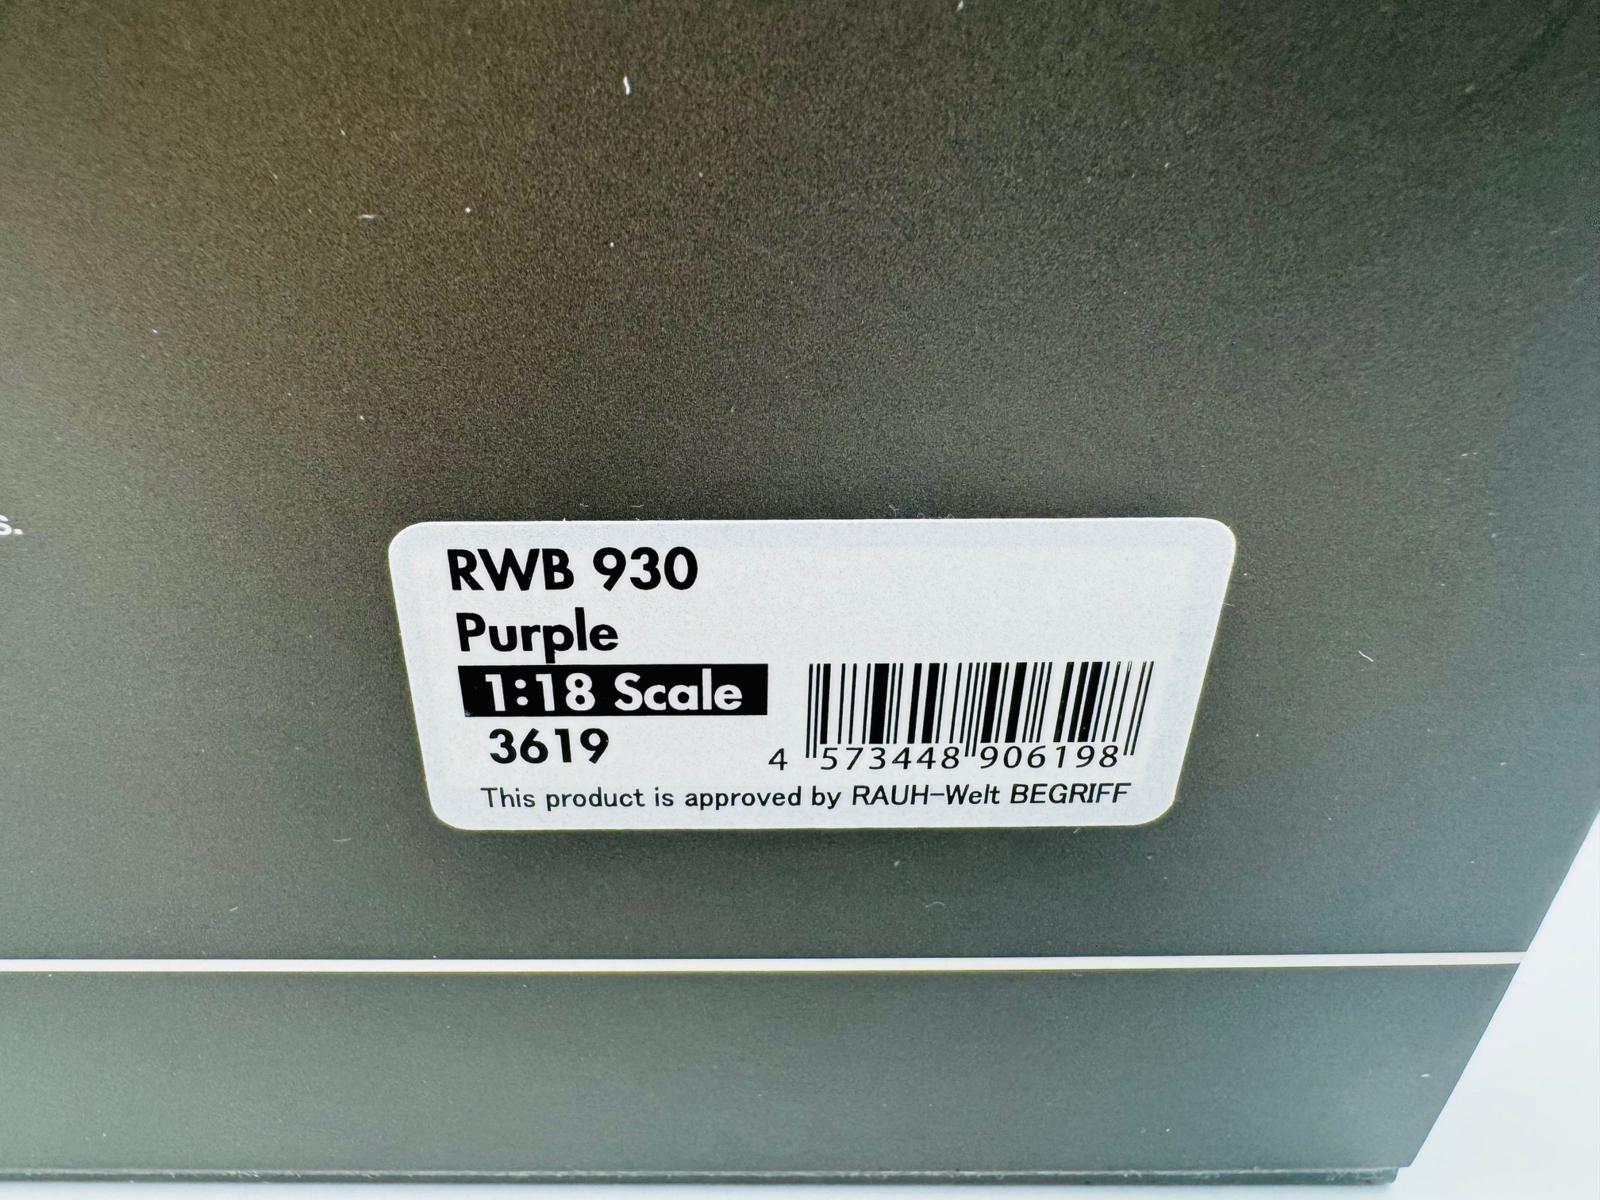 s.
RWB 930
Purple
1:18 Scale
3619
4 573448 906198
This product is approved by RAUH-Welt BEGRIFF